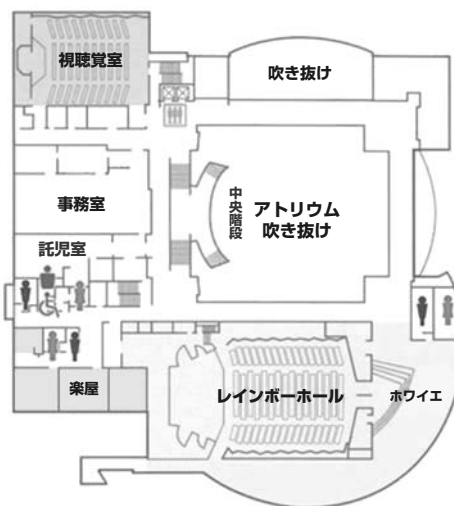 視聴覚室
吹き抜け
事務室
中央階段
アトリウム
吹き抜け
託児室
楽屋
レインボーホール
ホワイエ